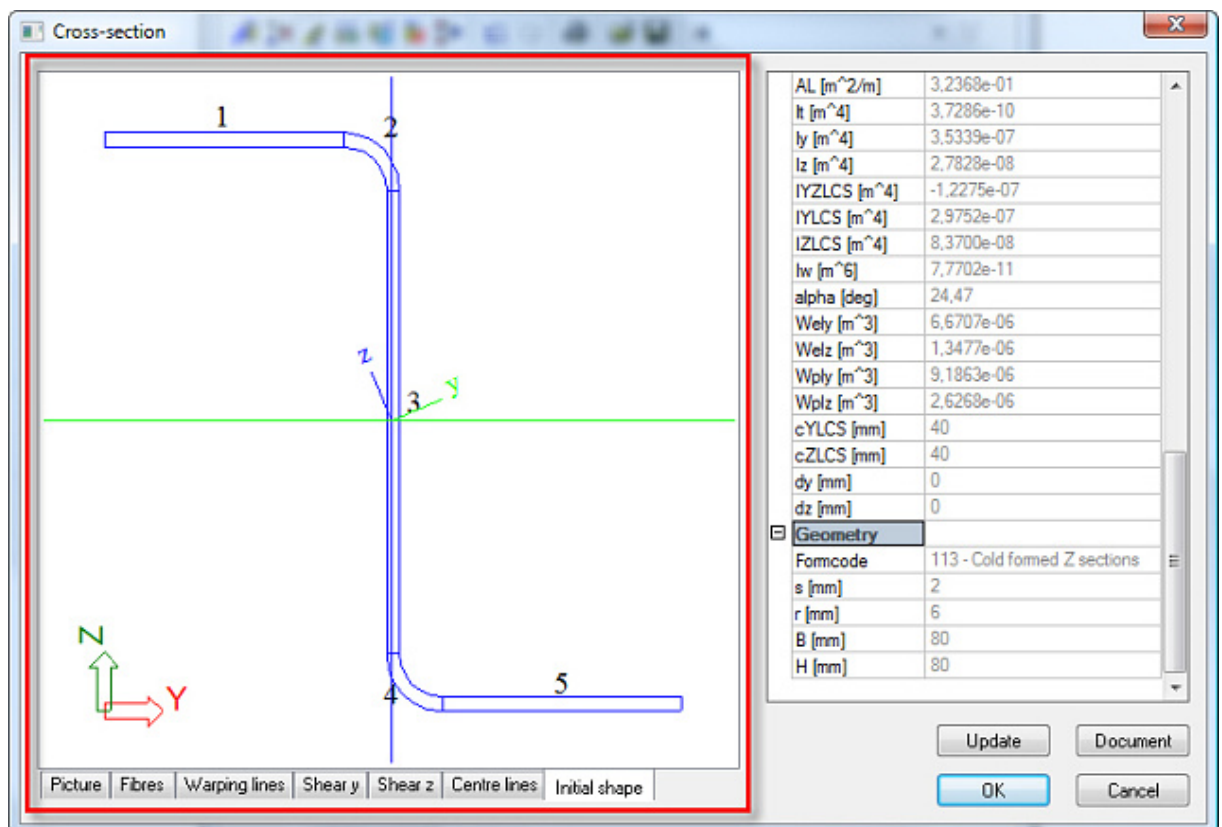 Cross-section
1
2
z
y
3
Z
Y
4
5
Picture Fibres Warping lines Shear y Shear z Centre lines Initial shape
AL [m^2/m] 3,2368e-01
It [m^4] 3,7286e-10
Iy [m^4] 3,5339e-07
Iz [m^4] 2,7828e-08
IYZLCS [m^4] -1,2275e-07
IYLCS [m^4] 2,9752e-07
IZLCS [m^4] 8,3700e-08
Iw [m^6] 7,7702e-11
alpha [deg] 24,47
Wely [m^3] 6,6707e-06
Welz [m^3] 1,3477e-06
Wply [m^3] 9,1863e-06
Wplz [m^3] 2,6268e-06
cYLCS [mm] 40
cZLCS [mm] 40
dy [mm] 0
dz [mm] 0
Geometry
Formcode 113 - Cold formed Z sections
s [mm] 2
r [mm] 6
B [mm] 80
H [mm] 80
Update Document
OK Cancel